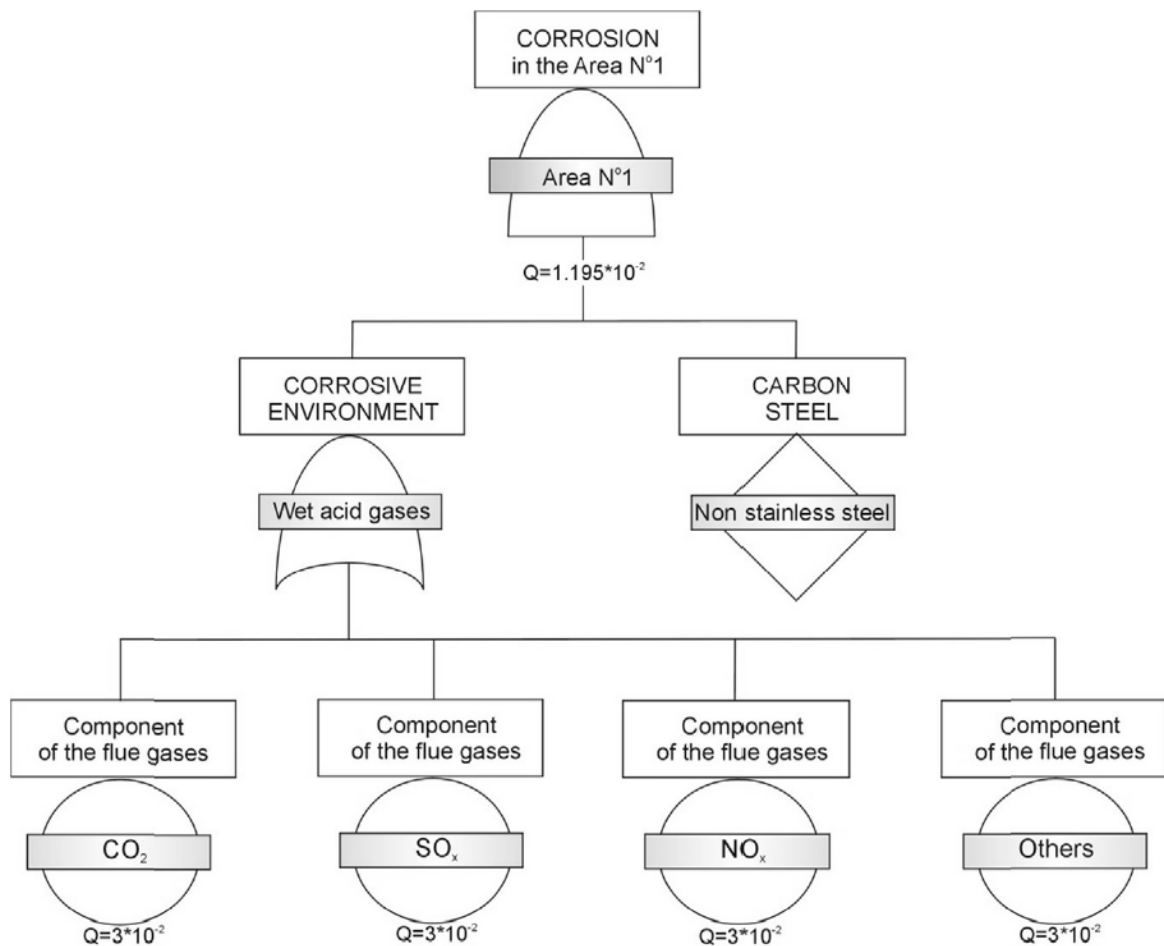 CORROSION
in the Area N°1
Area N°1
Q=1.195*10⁻²
CORROSIVE
ENVIRONMENT
CARBON
STEEL
Wet acid gases
Non stainless steel
Component
of the flue gases
Component
of the flue gases
Component
of the flue gases
Component
of the flue gases
CO₂
SOₓ
NOₓ
Others
Q=3*10⁻²
Q=3*10⁻²
Q=3*10⁻²
Q=3*10⁻²